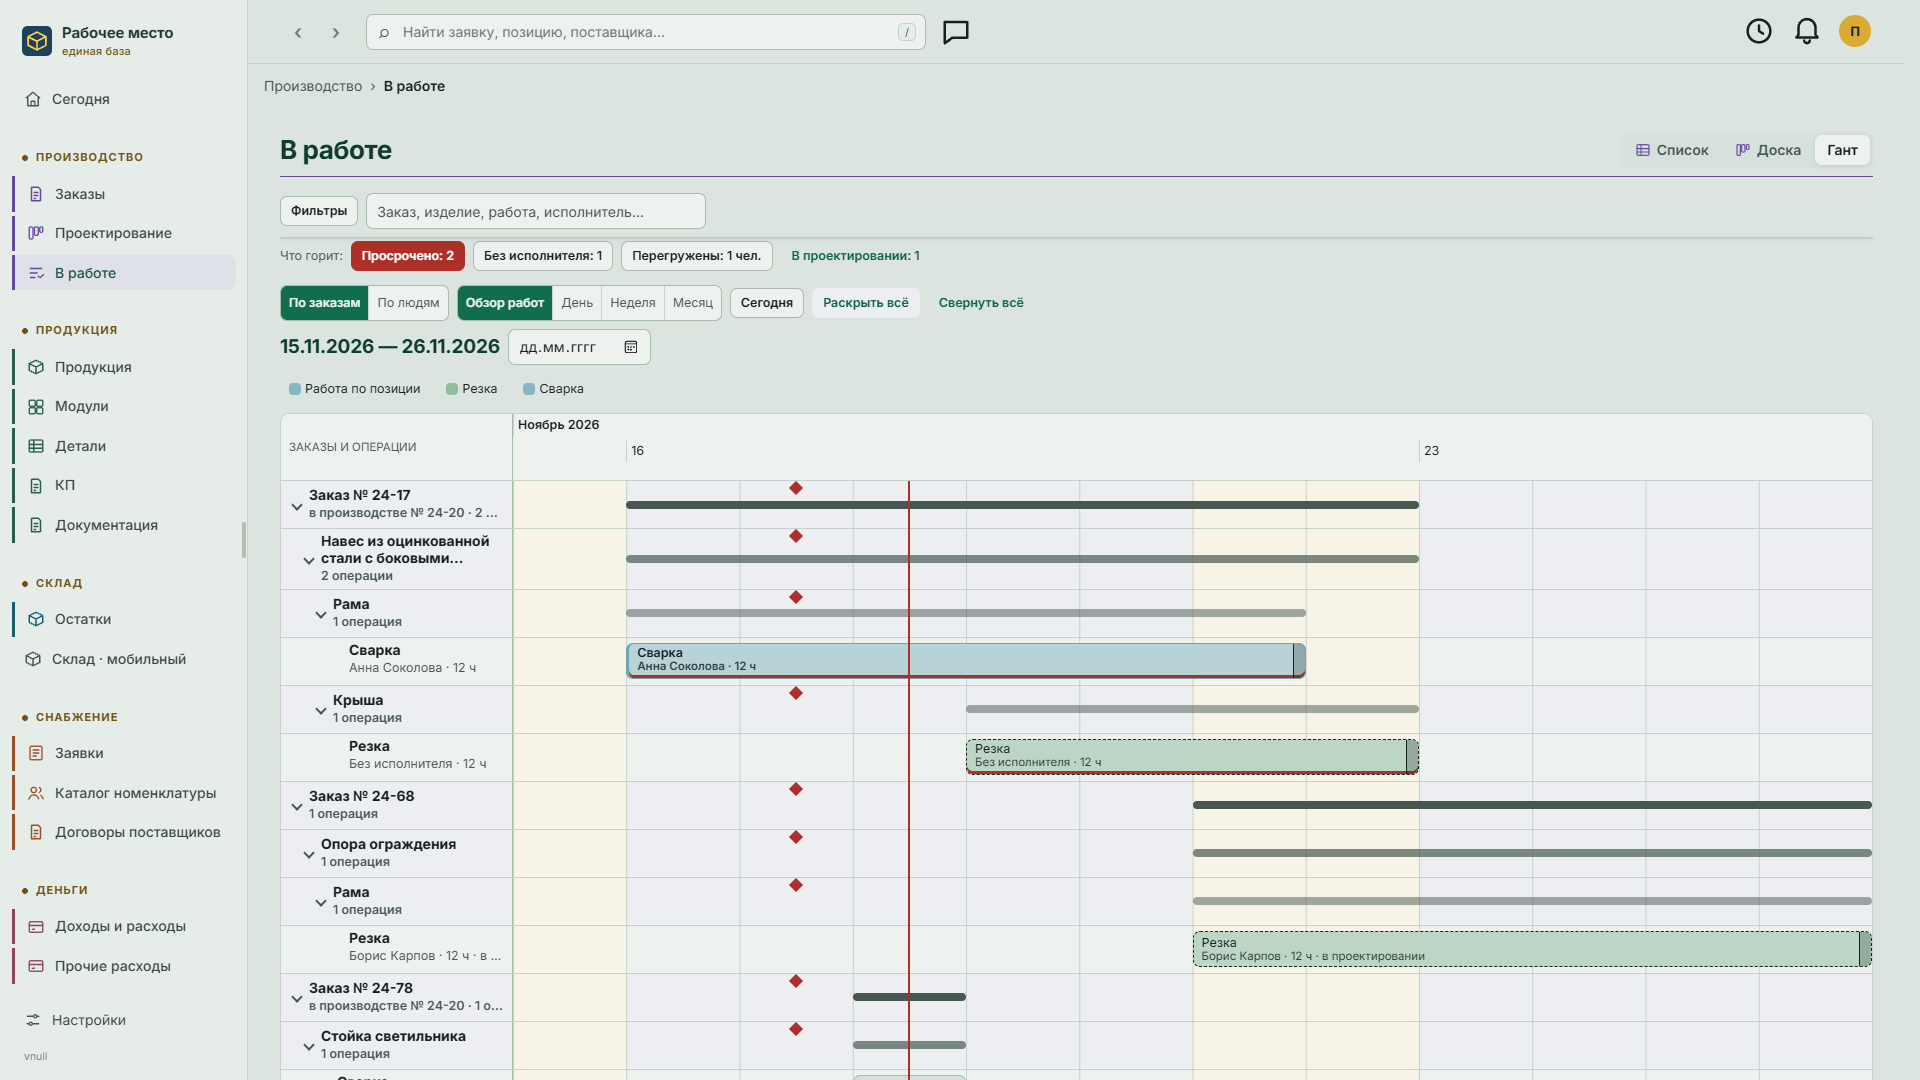 Рабочее место
единая база
Сегодня
ПРОИЗВОДСТВО
Заказы
Проектирование
В работе
ПРОДУКЦИЯ
Продукция
Модули
Детали
КП
Документация
СКЛАД
Остатки
Склад · мобильный
СНАБЖЕНИЕ
Заявки
Каталог номенклатуры
Договоры поставщиков
ДЕНЬГИ
Доходы и расходы
Прочие расходы
Настройки
vnull
Найти заявку, позицию, поставщика... /
П
Производство › В работе
В работе
Список Доска Гант
Фильтры Заказ, изделие, работа, исполнитель...
Что горит: Просрочено: 2 Без исполнителя: 1 Перегружены: 1 чел. В проектировании: 1
По заказам По людям Обзор работ День Неделя Месяц Сегодня Раскрыть всё Свернуть всё
15.11.2026 — 26.11.2026 дд.мм.гггг
Работа по позиции Резка Сварка
ЗАКАЗЫ И ОПЕРАЦИИ
Ноябрь 2026
16 23
Заказ № 24-17
в производстве № 24-20 · 2 ...
Навес из оцинкованной
стали с боковыми...
2 операции
Рама
1 операция
Сварка
Анна Соколова · 12 ч
Сварка
Анна Соколова · 12 ч
Крыша
1 операция
Резка
Без исполнителя · 12 ч
Резка
Без исполнителя · 12 ч
Заказ № 24-68
1 операция
Опора ограждения
1 операция
Рама
1 операция
Резка
Борис Карпов · 12 ч · в ...
Резка
Борис Карпов · 12 ч · в проектировании
Заказ № 24-78
в производстве № 24-20 · 1 о...
Стойка светильника
1 операция